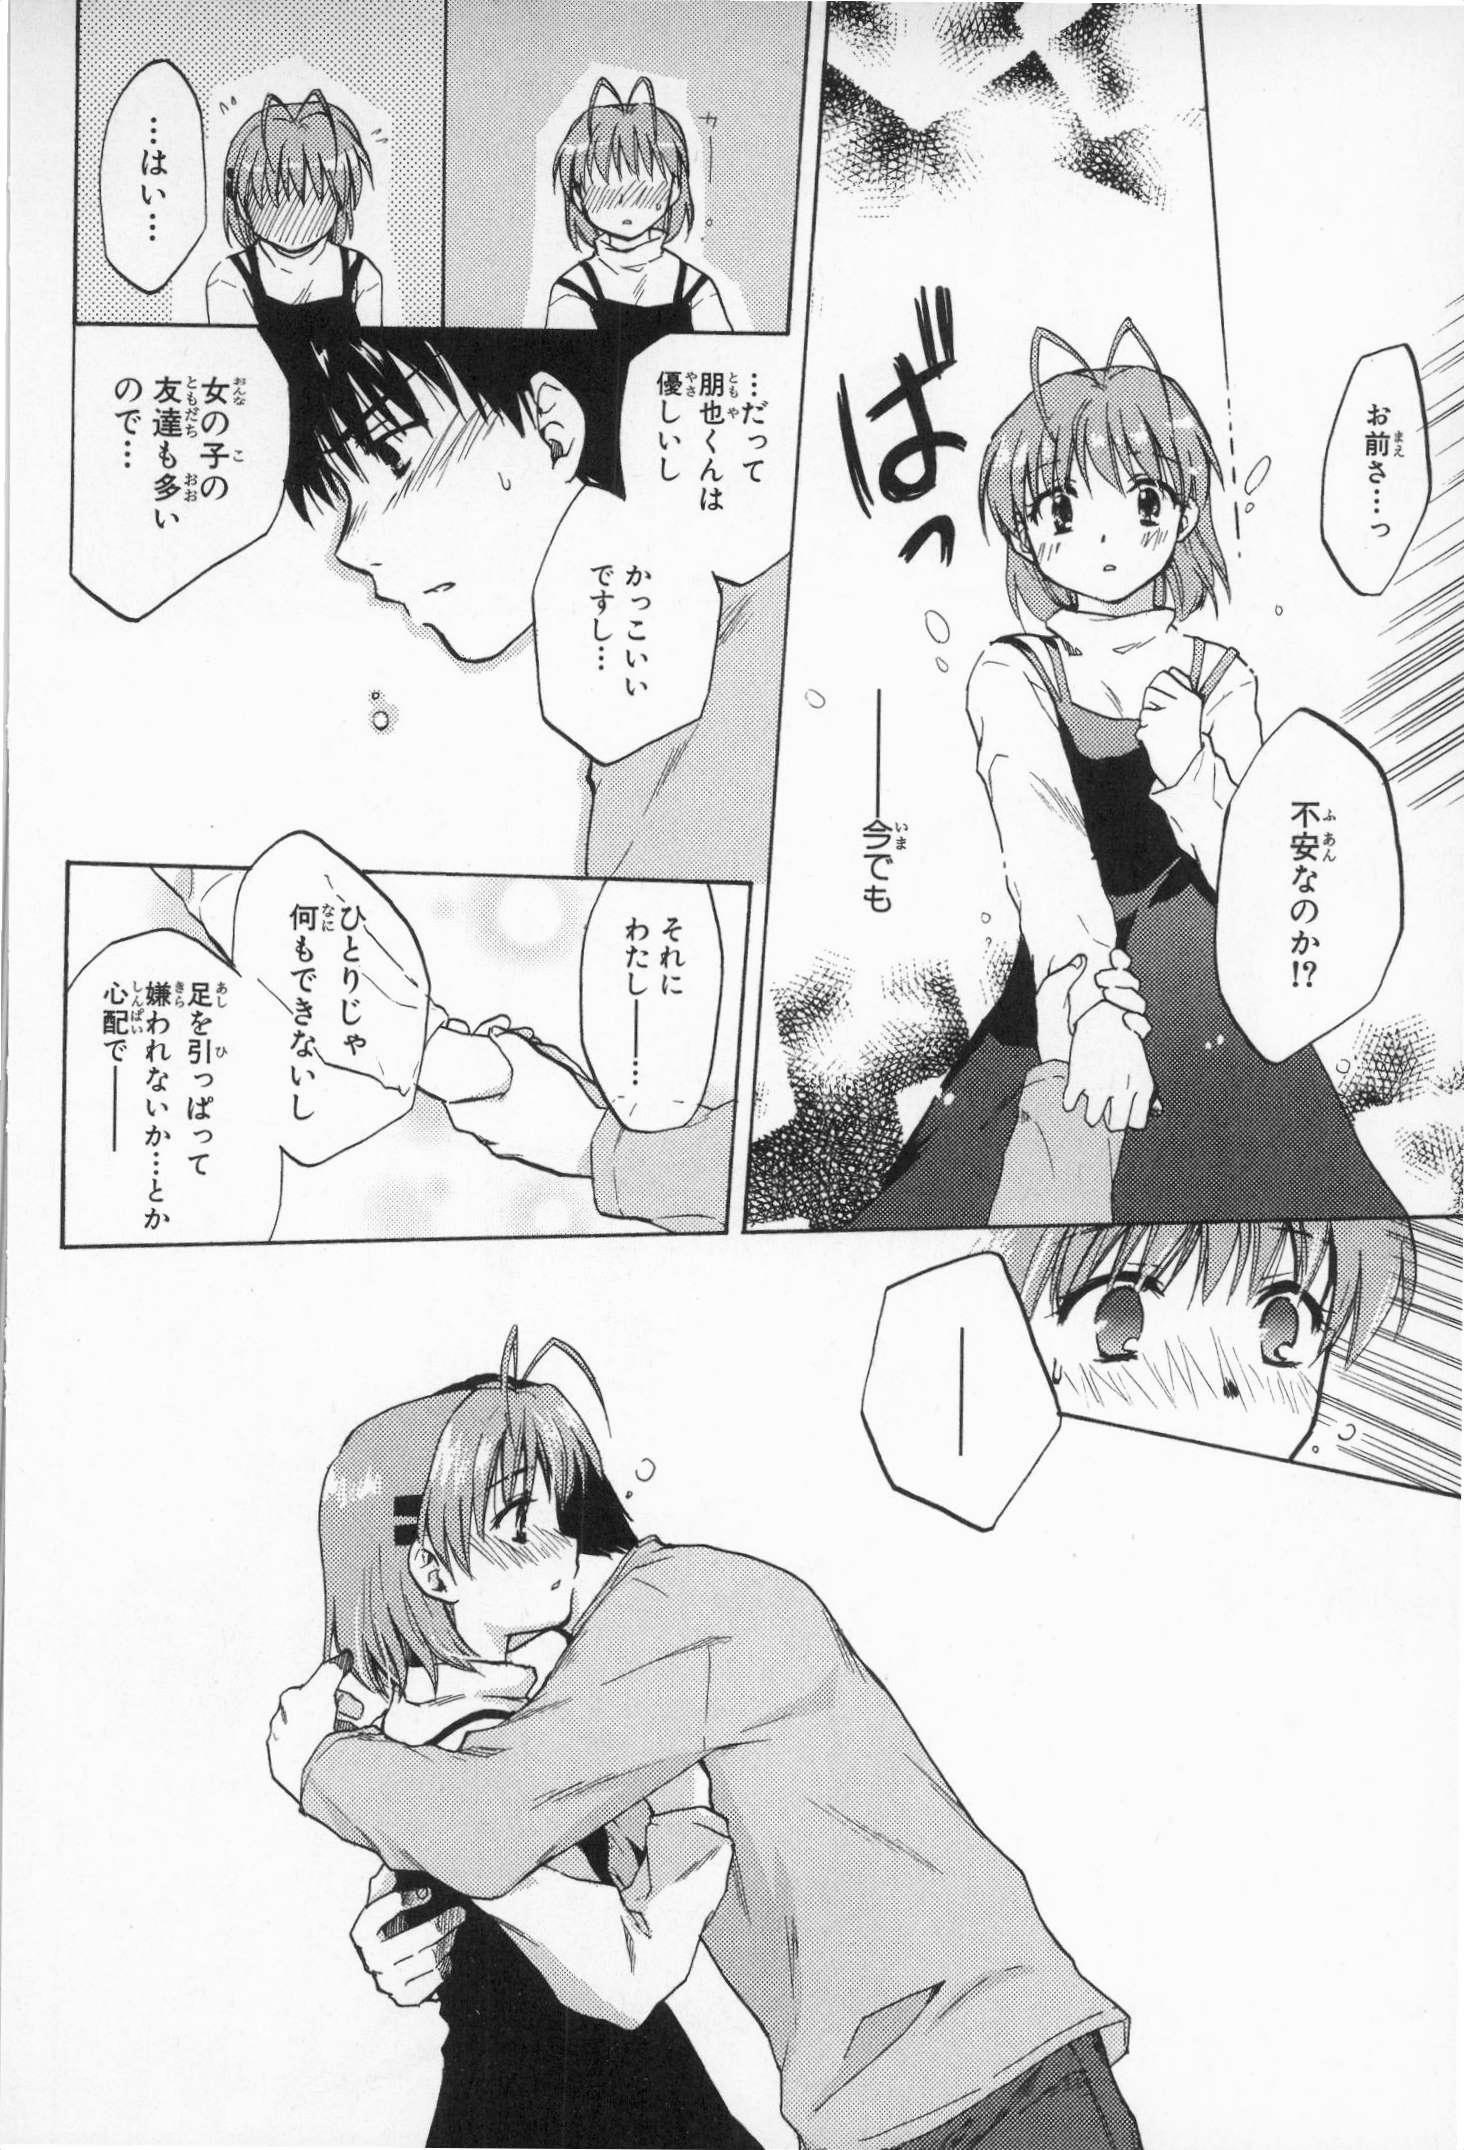 お前さ…っ
ばっ
不安なのか!?
――今でも
カー…。
…はい…
…だって
朋也くんは
優しいし
かっこいい
ですし…
女の子の
友達も多い
ので…
それに
わたし――…
ひとりじゃ
何もできないし
足を引っぱって
嫌われないか…とか
心配で――
――